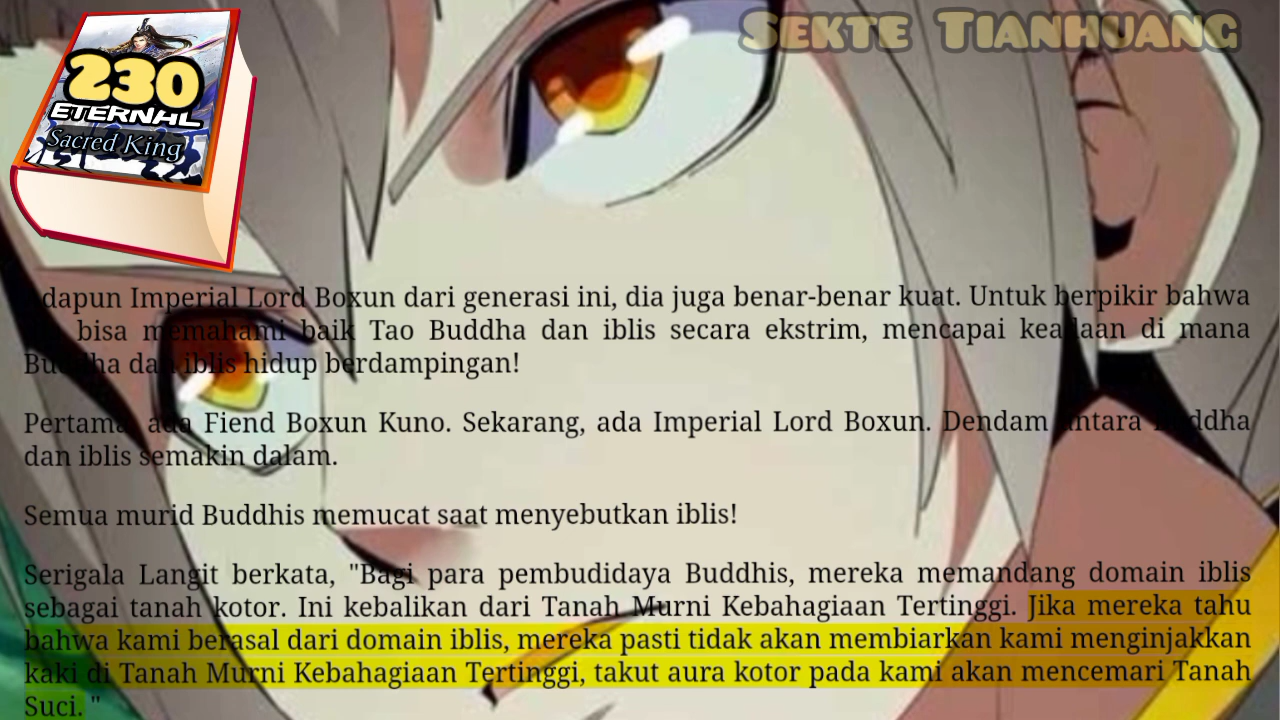 Sekte Tianhuang
230
ETERNAL
Sacred King
dapun Imperial Lord Boxun dari generasi ini, dia juga benar-benar kuat. Untuk berpikir bahwa
bisa memahami baik Tao Buddha dan iblis secara ekstrim, mencapai keadaan di mana
Buddha dan iblis hidup berdampingan!
Pertama, ada Fiend Boxun Kuno. Sekarang, ada Imperial Lord Boxun. Dendam antara Buddha
dan iblis semakin dalam.
Semua murid Buddhis memucat saat menyebutkan iblis!
Serigala Langit berkata, "Bagi para pembudidaya Buddhis, mereka memandang domain iblis
sebagai tanah kotor. Ini kebalikan dari Tanah Murni Kebahagiaan Tertinggi. Jika mereka tahu
bahwa kami berasal dari domain iblis, mereka pasti tidak akan membiarkan kami menginjakkan
kaki di Tanah Murni Kebahagiaan Tertinggi, takut aura kotor pada kami akan mencemari Tanah
Suci. "